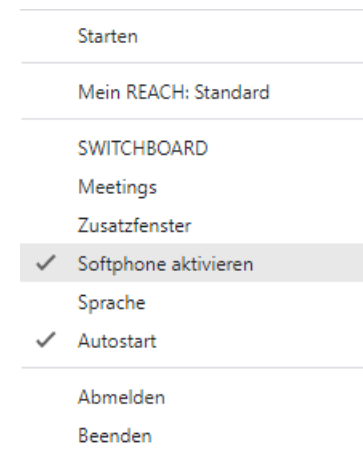 Starten
Mein REACH: Standard
SWITCHBOARD
Meetings
Zusatzfenster
Softphone aktivieren
Sprache
Autostart
Abmelden
Beenden